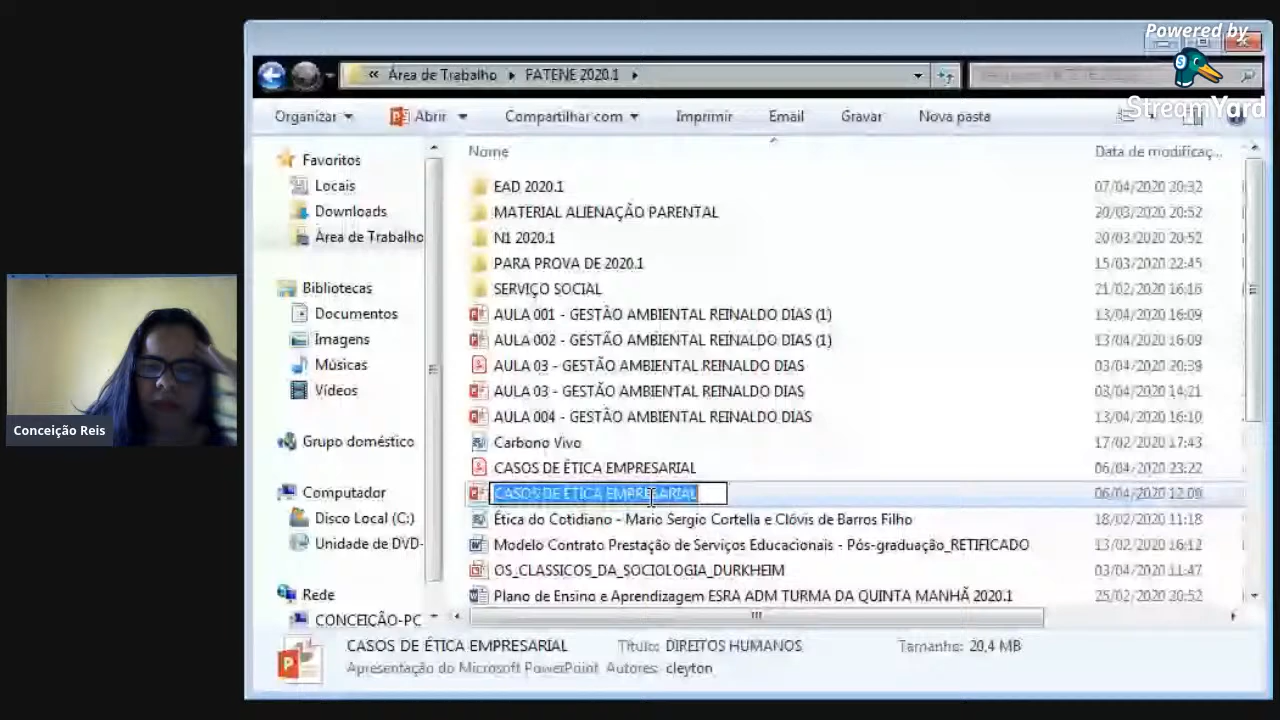 Powered by
StreamYard
« Área de Trabalho FATENE 2020.1
Organizar Abrir Compartilhar com Imprimir Email Gravar Nova pasta
Favoritos
Locais
Downloads
Área de Trabalho
Bibliotecas
Documentos
Imagens
Músicas
Vídeos
Grupo doméstico
Computador
Disco Local (C:)
Unidade de DVD-
Rede
CONCEIÇÃO-PC
Nome Data de modificaç...
EAD 2020.1 07/04/2020 20:32
MATERIAL ALIENAÇÃO PARENTAL 20/03/2020 20:52
N1 2020.1 20/03/2020 20:52
PARA PROVA DE 2020.1 15/03/2020 22:45
SERVIÇO SOCIAL 21/02/2020 16:16
AULA 001 - GESTÃO AMBIENTAL REINALDO DIAS (1) 13/04/2020 16:09
AULA 002 - GESTÃO AMBIENTAL REINALDO DIAS (1) 13/04/2020 16:09
AULA 03 - GESTÃO AMBIENTAL REINALDO DIAS 03/04/2020 20:39
AULA 03 - GESTÃO AMBIENTAL REINALDO DIAS 03/04/2020 14:21
AULA 004 - GESTÃO AMBIENTAL REINALDO DIAS 13/04/2020 16:10
Carbono Vivo 17/02/2020 17:43
CASOS DE ÉTICA EMPRESARIAL 06/04/2020 23:22
CASOS DE ÉTICA EMPRESARIAL 06/04/2020 12:09
Ética do Cotidiano - Mario Sergio Cortella e Clóvis de Barros Filho 18/02/2020 11:18
Modelo Contrato Prestação de Serviços Educacionais - Pós-graduação_RETIFICADO 13/02/2020 16:12
OS_CLASSICOS_DA_SOCIOLOGIA_DURKHEIM 03/04/2020 11:47
Plano de Ensino e Aprendizagem ESRA ADM TURMA DA QUINTA MANHÃ 2020.1 25/02/2020 20:52
CASOS DE ÉTICA EMPRESARIAL Título: DIREITOS HUMANOS Tamanho: 20,4 MB
Apresentação do Microsoft PowerPoint Autores: cleyton
Conceição Reis